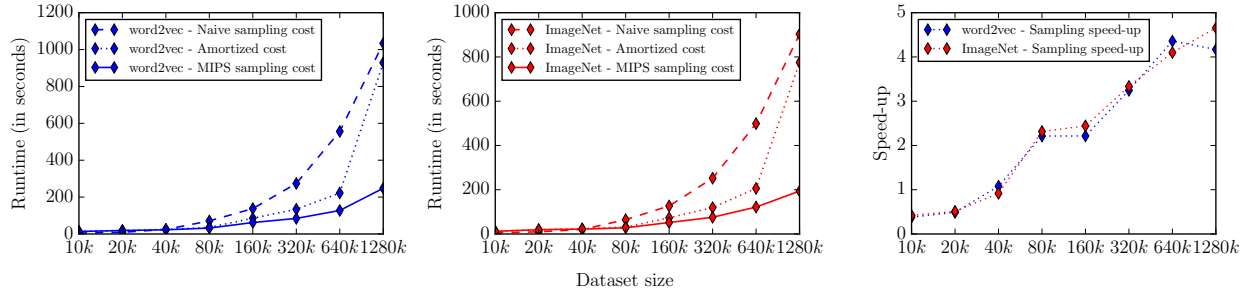 1200
1000
800
600
400
200
0
Runtime (in seconds)
word2vec - Naive sampling cost
word2vec - Amortized cost
word2vec - MIPS sampling cost
10k 20k 40k 80k 160k 320k 640k 1280k
1000
800
600
400
200
0
Runtime (in seconds)
ImageNet - Naive sampling cost
ImageNet - Amortized cost
ImageNet - MIPS sampling cost
10k 20k 40k 80k 160k 320k 640k 1280k
Dataset size
5
4
3
2
1
0
Speed-up
word2vec - Sampling speed-up
ImageNet - Sampling speed-up
10k 20k 40k 80k 160k 320k 640k 1280k